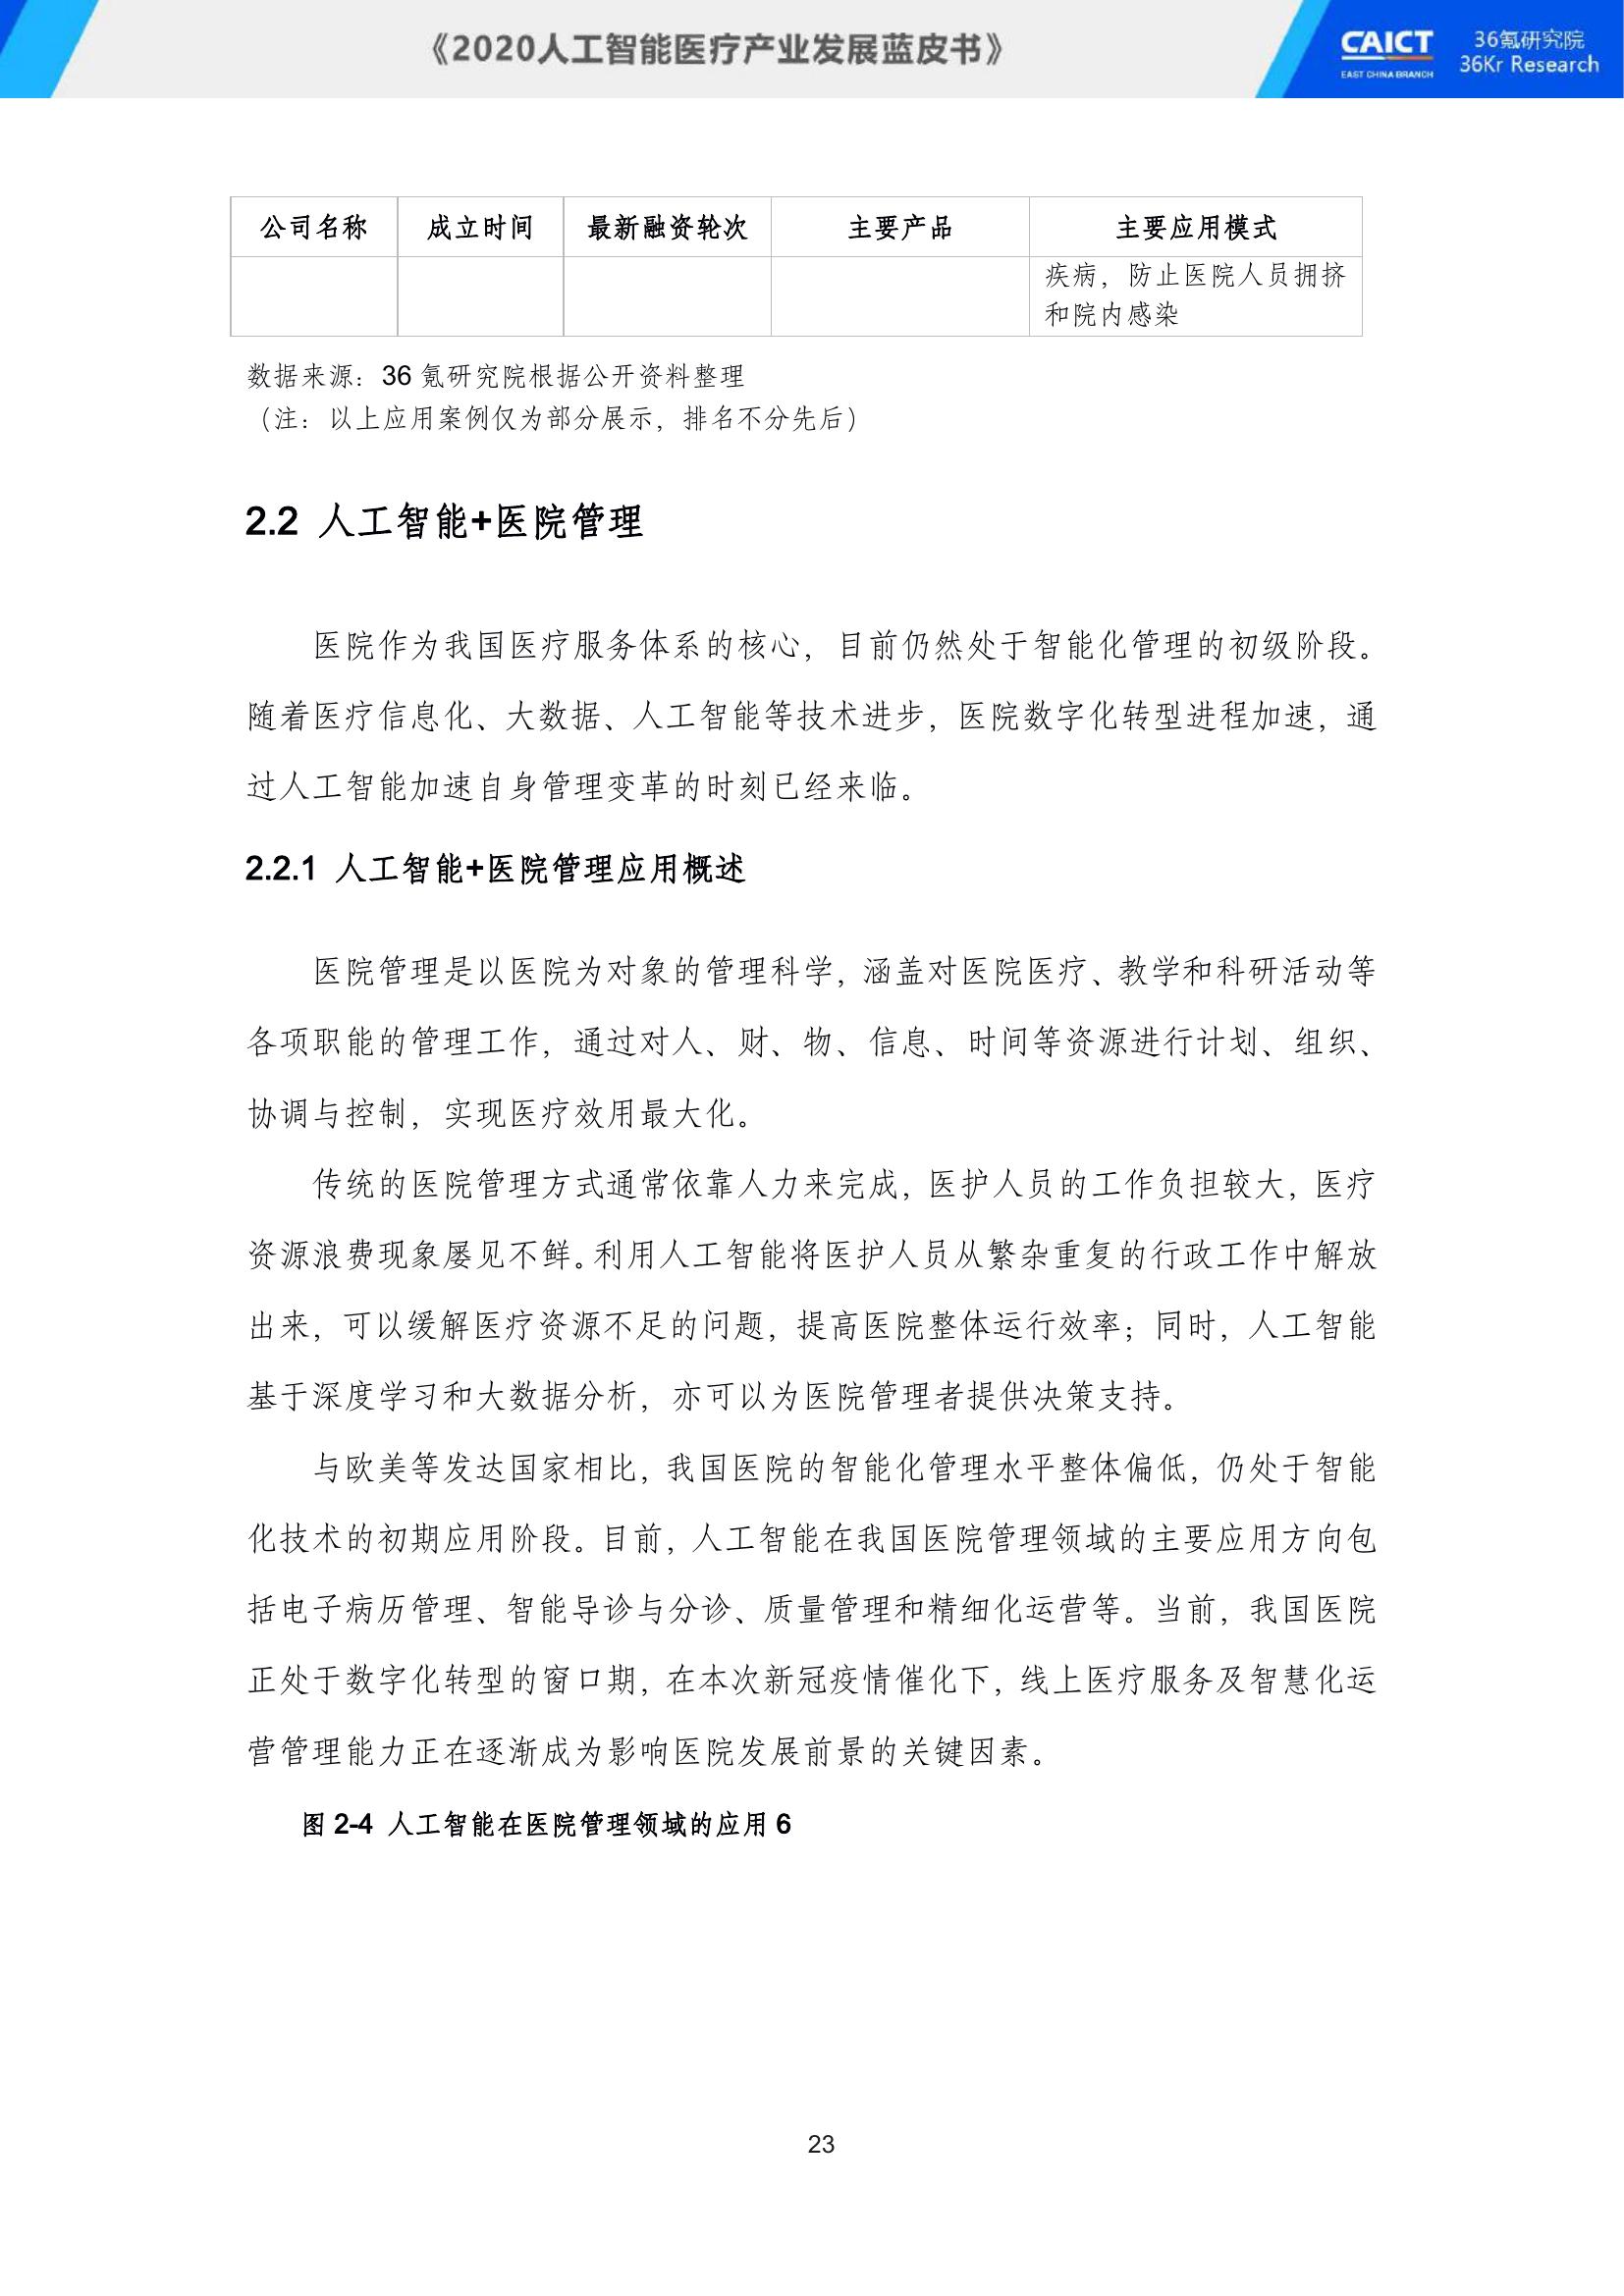 《2020人工智能医疗产业发展蓝皮书》
CAICT
EAST CHINA BRANCH
36氪研究院
36Kr Research
公司名称 成立时间 最新融资轮次 主要产品 主要应用模式
疾病，防止医院人员拥挤
和院内感染
数据来源：36 氪研究院根据公开资料整理
（注：以上应用案例仅为部分展示，排名不分先后）
2.2 人工智能+医院管理
医院作为我国医疗服务体系的核心，目前仍然处于智能化管理的初级阶段。
随着医疗信息化、大数据、人工智能等技术进步，医院数字化转型进程加速，通
过人工智能加速自身管理变革的时刻已经来临。
2.2.1 人工智能+医院管理应用概述
医院管理是以医院为对象的管理科学，涵盖对医院医疗、教学和科研活动等
各项职能的管理工作，通过对人、财、物、信息、时间等资源进行计划、组织、
协调与控制，实现医疗效用最大化。
传统的医院管理方式通常依靠人力来完成，医护人员的工作负担较大，医疗
资源浪费现象屡见不鲜。利用人工智能将医护人员从繁杂重复的行政工作中解放
出来，可以缓解医疗资源不足的问题，提高医院整体运行效率；同时，人工智能
基于深度学习和大数据分析，亦可以为医院管理者提供决策支持。
与欧美等发达国家相比，我国医院的智能化管理水平整体偏低，仍处于智能
化技术的初期应用阶段。目前，人工智能在我国医院管理领域的主要应用方向包
括电子病历管理、智能导诊与分诊、质量管理和精细化运营等。当前，我国医院
正处于数字化转型的窗口期，在本次新冠疫情催化下，线上医疗服务及智慧化运
营管理能力正在逐渐成为影响医院发展前景的关键因素。
图 2-4 人工智能在医院管理领域的应用 6
23